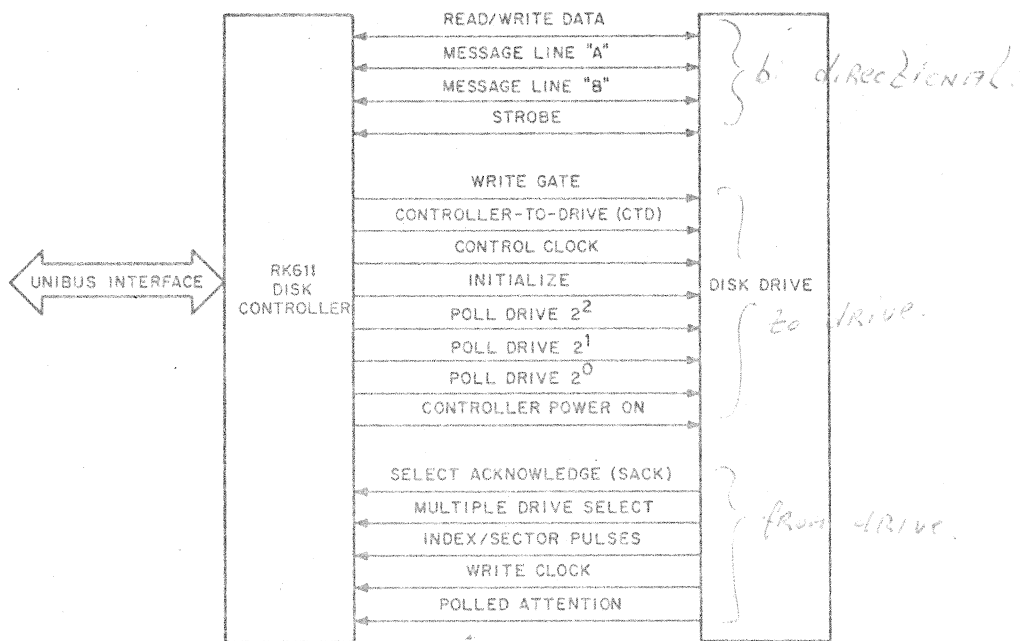 READ/WRITE DATA
MESSAGE LINE "A"
MESSAGE LINE "B"
STROBE
bi directional.
WRITE GATE
CONTROLLER-TO-DRIVE (CTD)
CONTROL CLOCK
INITIALIZE
POLL DRIVE 2²
POLL DRIVE 2¹
POLL DRIVE 2⁰
CONTROLLER POWER ON
UNIBUS INTERFACE
RK611
DISK
CONTROLLER
DISK DRIVE
to drive.
SELECT ACKNOWLEDGE (SACK)
MULTIPLE DRIVE SELECT
INDEX/SECTOR PULSES
WRITE CLOCK
POLLED ATTENTION
from drive.